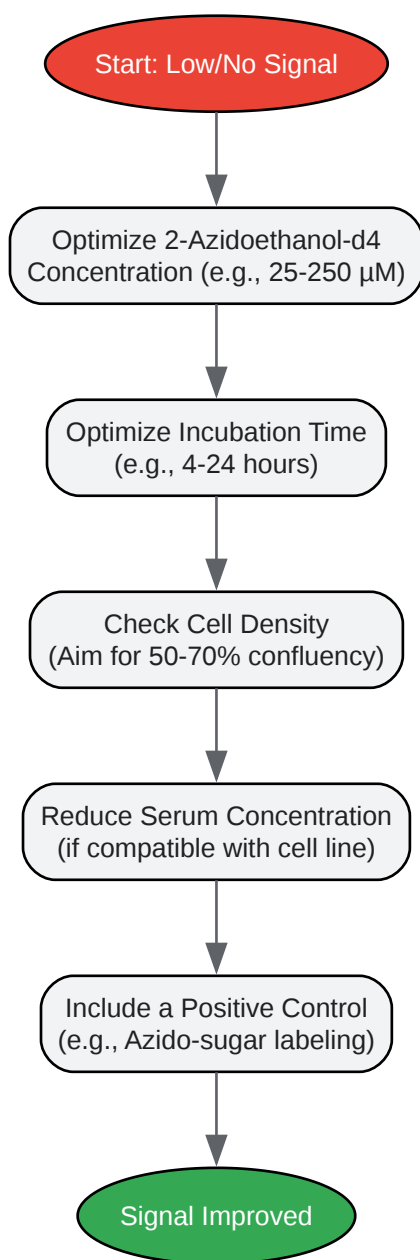 Start: Low/No Signal
Optimize 2-Azidoethanol-d4
Concentration (e.g., 25-250 µM)
Optimize Incubation Time
(e.g., 4-24 hours)
Check Cell Density
(Aim for 50-70% confluency)
Reduce Serum Concentration
(if compatible with cell line)
Include a Positive Control
(e.g., Azido-sugar labeling)
Signal Improved